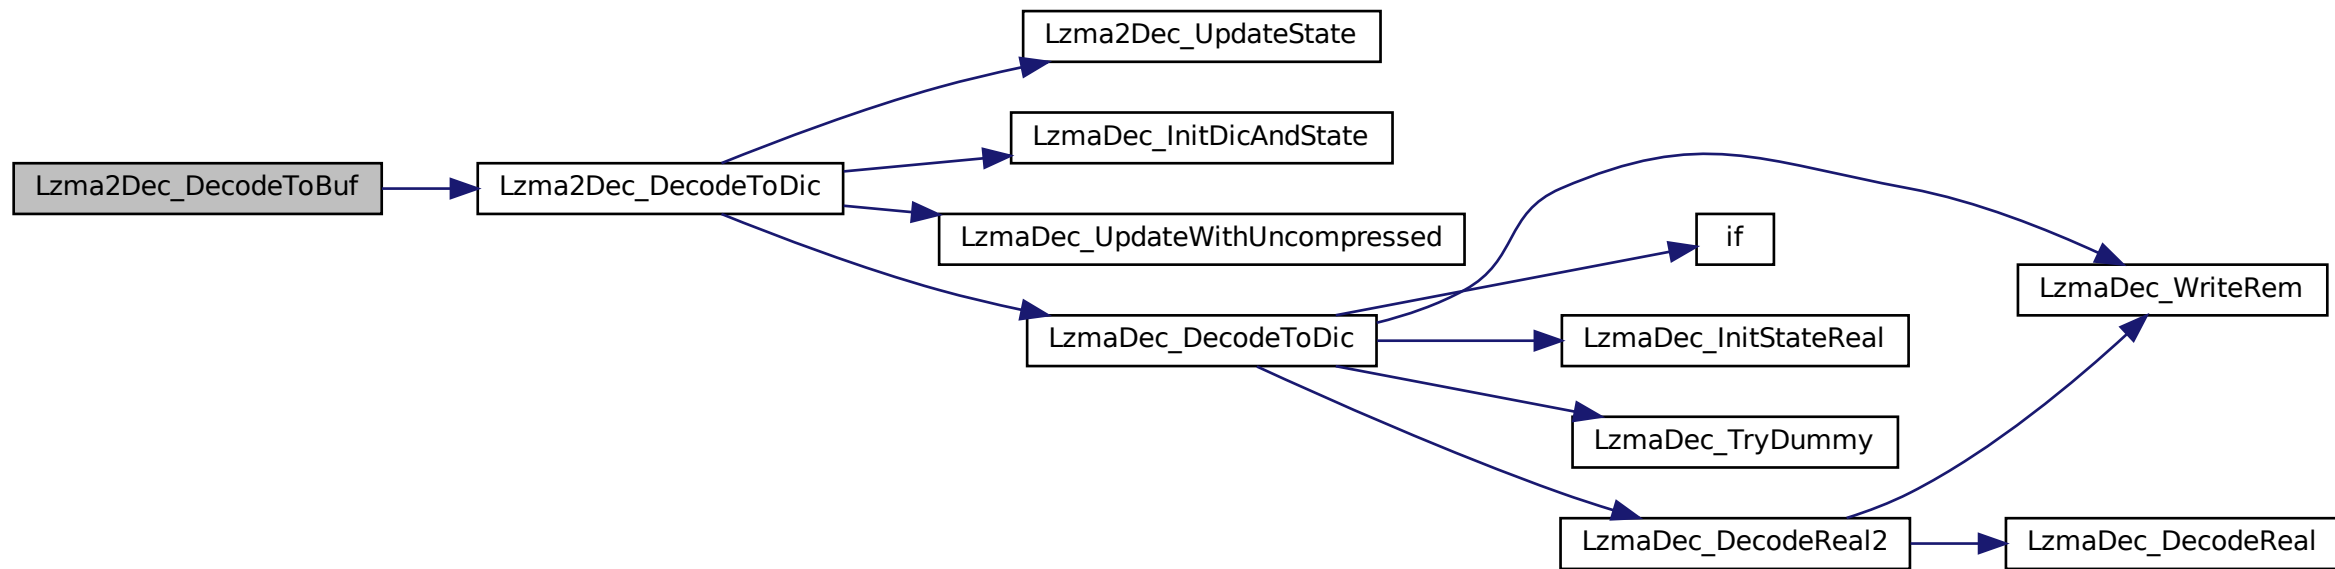 Lzma2Dec_UpdateState
LzmaDec_InitDicAndState
Lzma2Dec_DecodeToBuf
Lzma2Dec_DecodeToDic
LzmaDec_UpdateWithUncompressed
if
LzmaDec_WriteRem
LzmaDec_DecodeToDic
LzmaDec_InitStateReal
LzmaDec_TryDummy
LzmaDec_DecodeReal2
LzmaDec_DecodeReal